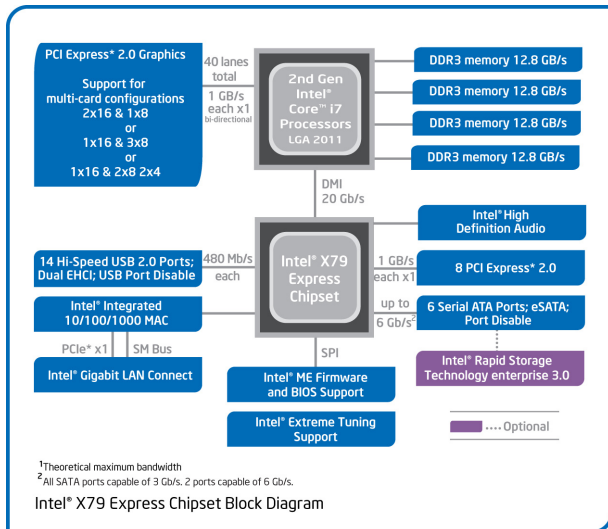 PCI Express* 2.0 Graphics
Support for
multi-card configurations
2x16 & 1x8
or
1x16 & 3x8
or
1x16 & 2x8 2x4
40 lanes
total
1 GB/s
each x1
bi-directional
2nd Gen
Intel®
Core™ i7
Processors
LGA 2011
DDR3 memory 12.8 GB/s
DDR3 memory 12.8 GB/s
DDR3 memory 12.8 GB/s
DDR3 memory 12.8 GB/s
DMI
20 Gb/s
Intel® High
Definition Audio
14 Hi-Speed USB 2.0 Ports;
Dual EHCI; USB Port Disable
480 Mb/s
each
Intel® X79
Express
Chipset
1 GB/s
each x1
8 PCI Express* 2.0
Intel® Integrated
10/100/1000 MAC
up to
6 Gb/s2
6 Serial ATA Ports; eSATA;
Port Disable
PCIe* x1
SM Bus
SPI
Intel® Rapid Storage
Technology enterprise 3.0
Intel® Gigabit LAN Connect
Intel® ME Firmware
and BIOS Support
Intel® Extreme Tuning
Support
Optional
1Theoretical maximum bandwidth
2All SATA ports capable of 3 Gb/s. 2 ports capable of 6 Gb/s.
Intel® X79 Express Chipset Block Diagram